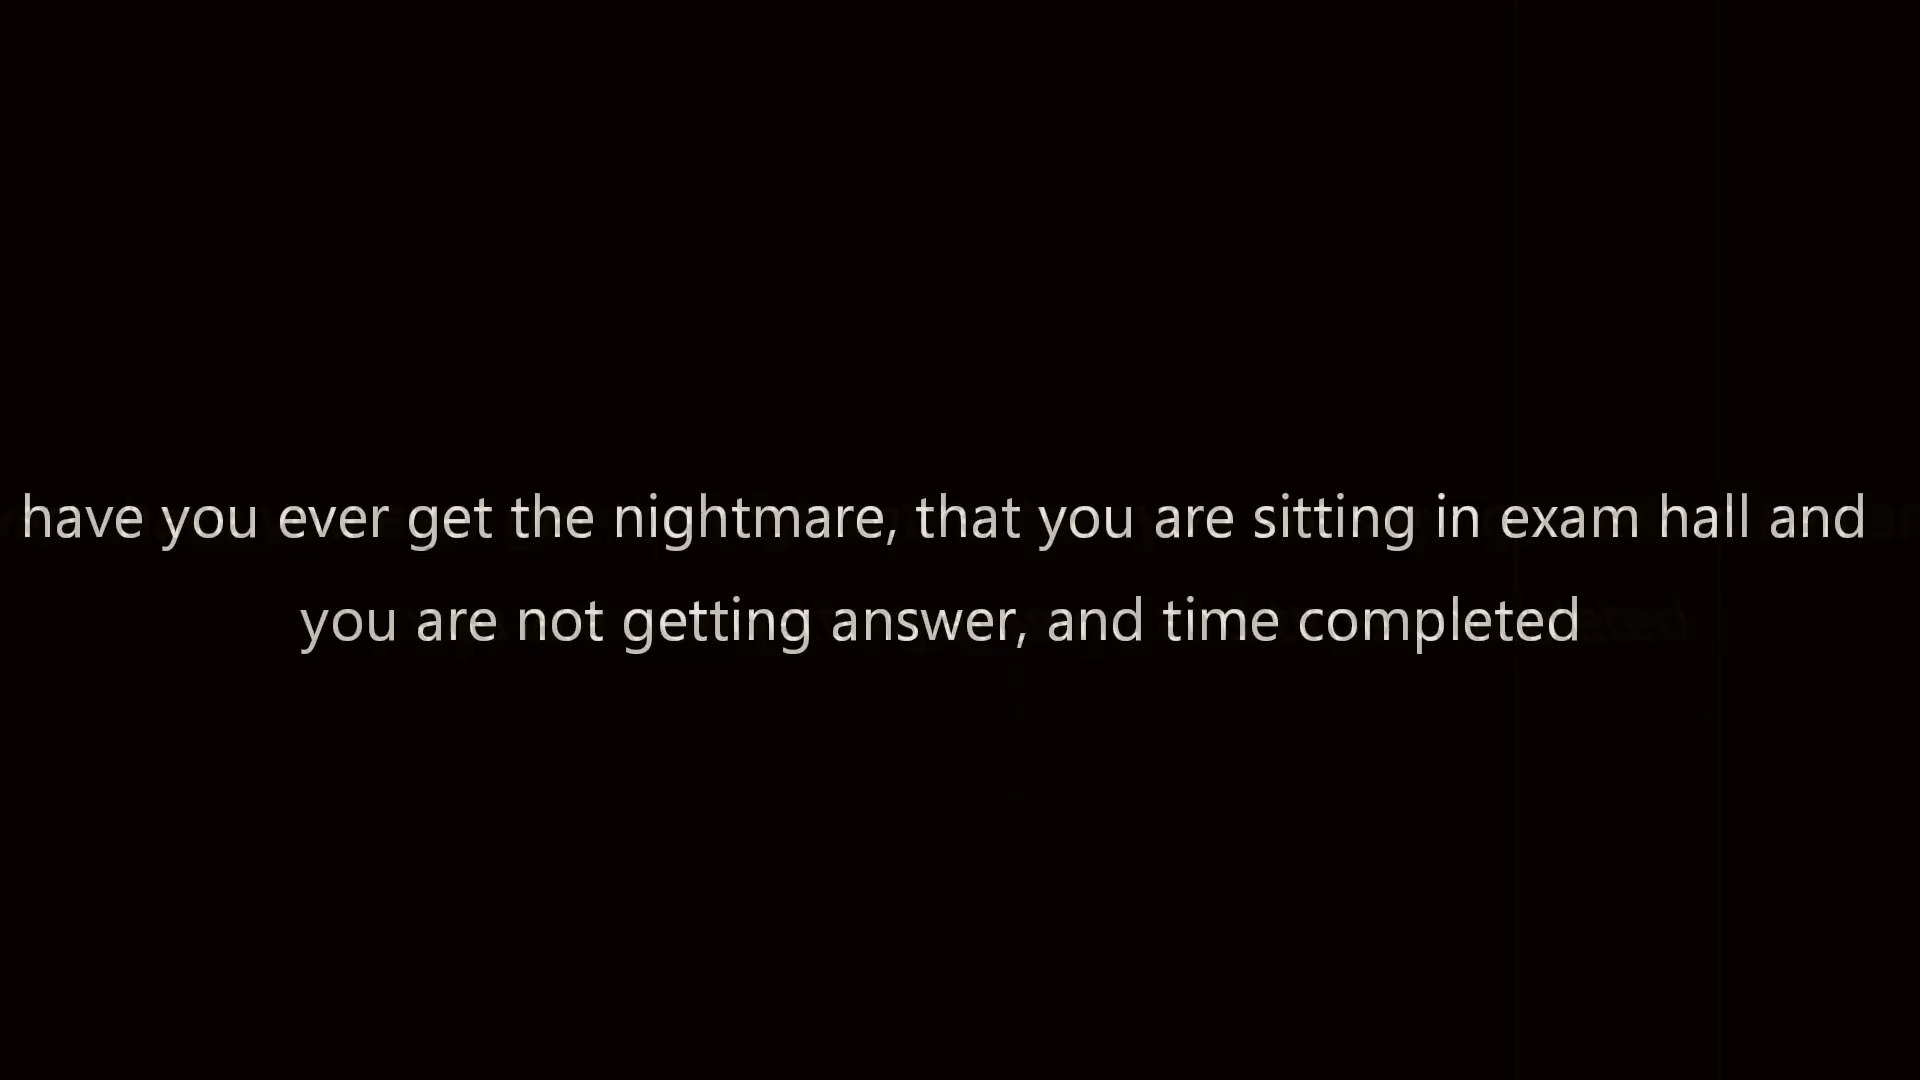 have you ever get the nightmare, that you are sitting in exam hall and
you are not getting answer, and time completed